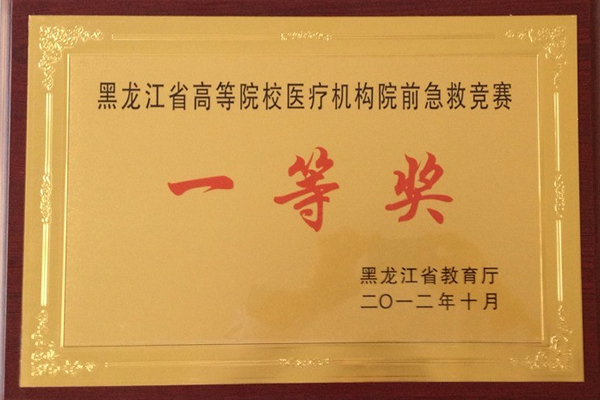 黑龙江省高等院校医疗机构院前急救竞赛
一等奖
黑龙江省教育厅
二〇一二年十月